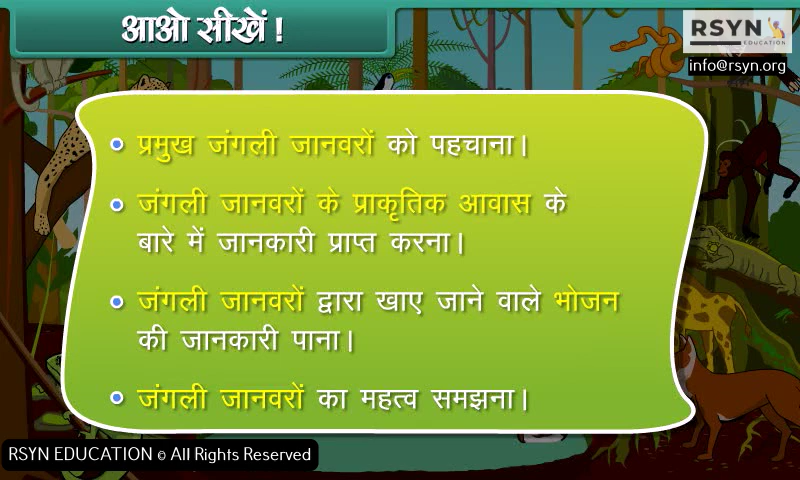 आओ सीखें!
RSYN
EDUCATION
info@rsyn.org
प्रमुख जंगली जानवरों को पहचाना।
जंगली जानवरों के प्राकृतिक आवास के
बारे में जानकारी प्राप्त करना।
जंगली जानवरों द्वारा खाए जाने वाले भोजन
की जानकारी पाना।
जंगली जानवरों का महत्व समझना।
RSYN EDUCATION © All Rights Reserved